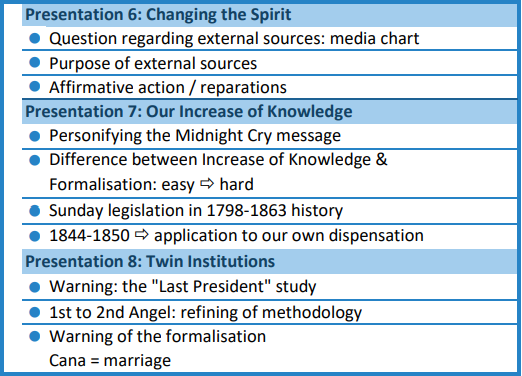 Presentation 6: Changing the Spirit
● Question regarding external sources: media chart
● Purpose of external sources
● Affirmative action / reparations
Presentation 7: Our Increase of Knowledge
● Personifying the Midnight Cry message
● Difference between Increase of Knowledge &
Formalisation: easy ⇨ hard
● Sunday legislation in 1798-1863 history
● 1844-1850 ⇨ application to our own dispensation
Presentation 8: Twin Institutions
● Warning: the "Last President" study
● 1st to 2nd Angel: refining of methodology
● Warning of the formalisation
Cana = marriage